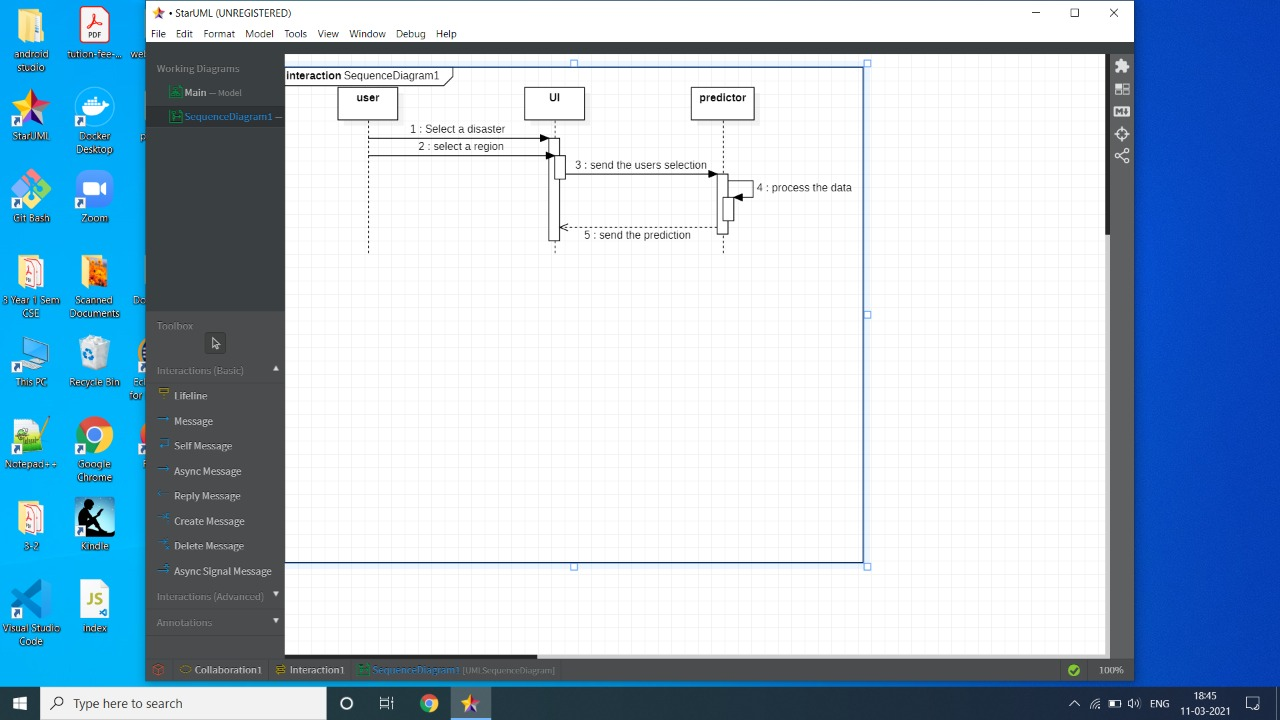 • StarUML (UNREGISTERED)
File Edit Format Model Tools View Window Debug Help
android
studio
PDF
tution-fee-...
StarUML
Docker
Desktop
Git Bash
Zoom
3 Year 1 Sem
CSE
Scanned
Documents
This PC
Recycle Bin
Notepad++
Google
Chrome
3-2
Kindle
Visual Studio
Code
JS
index
Working Diagrams
Main — Model
SequenceDiagram1 —
Toolbox
Interactions (Basic)
Lifeline
Message
Self Message
Async Message
Reply Message
Create Message
Delete Message
Async Signal Message
Interactions (Advanced)
Annotations
interaction SequenceDiagram1
user
UI
predictor
1 : Select a disaster
2 : select a region
3 : send the users selection
4 : process the data
5 : send the prediction
Collaboration1 Interaction1 SequenceDiagram1 [UMLSequenceDiagram]
100%
Type here to search
ENG
18:45
11-03-2021